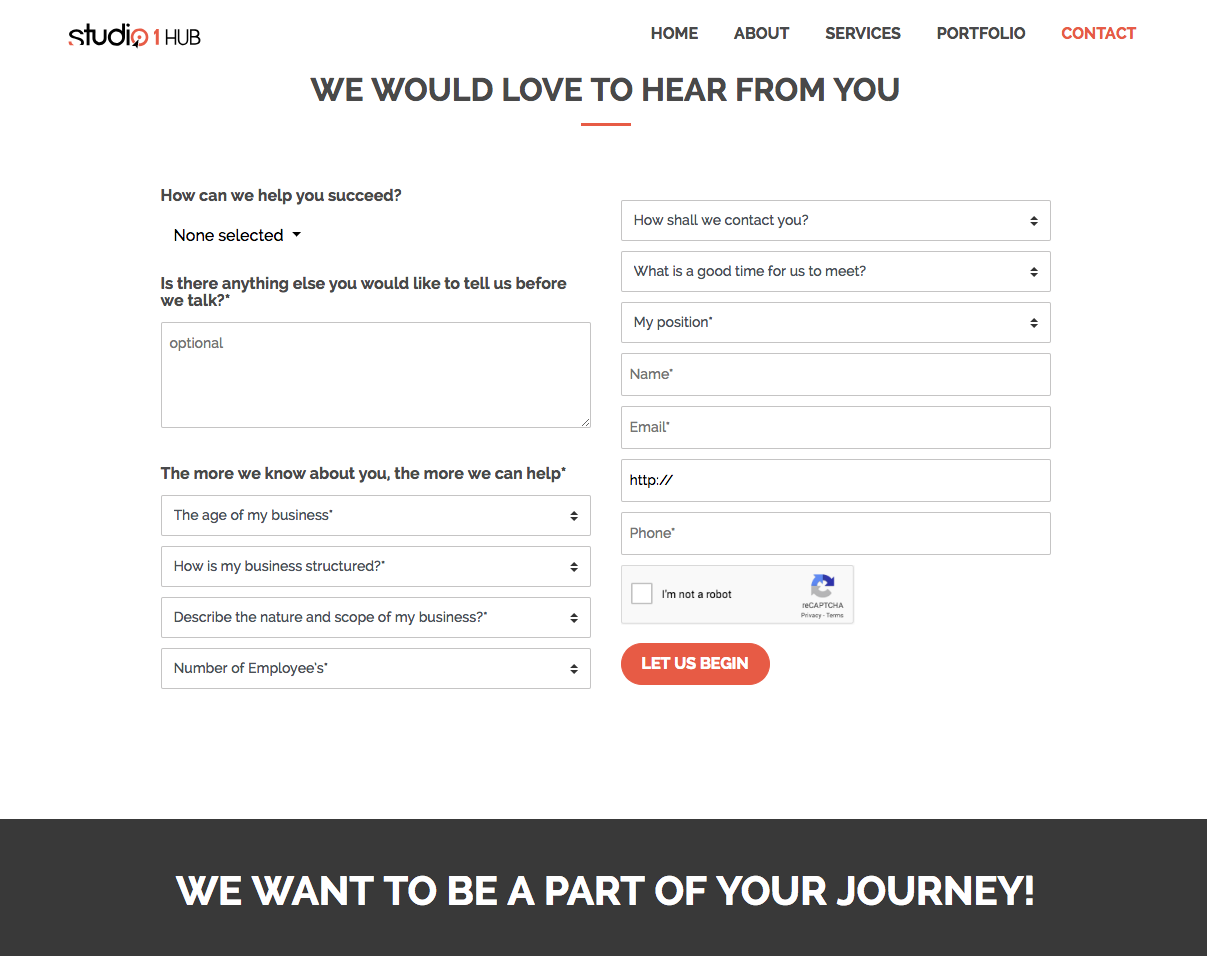 studio 1 HUB
HOME ABOUT SERVICES PORTFOLIO CONTACT
WE WOULD LOVE TO HEAR FROM YOU
How can we help you succeed?
None selected
Is there anything else you would like to tell us before
we talk?*
optional
The more we know about you, the more we can help*
The age of my business*
How is my business structured?*
Describe the nature and scope of my business?*
Number of Employee's*
How shall we contact you?
What is a good time for us to meet?
My position*
Name*
Email*
http://
Phone*
I'm not a robot
reCAPTCHA
Privacy - Terms
LET US BEGIN
WE WANT TO BE A PART OF YOUR JOURNEY!